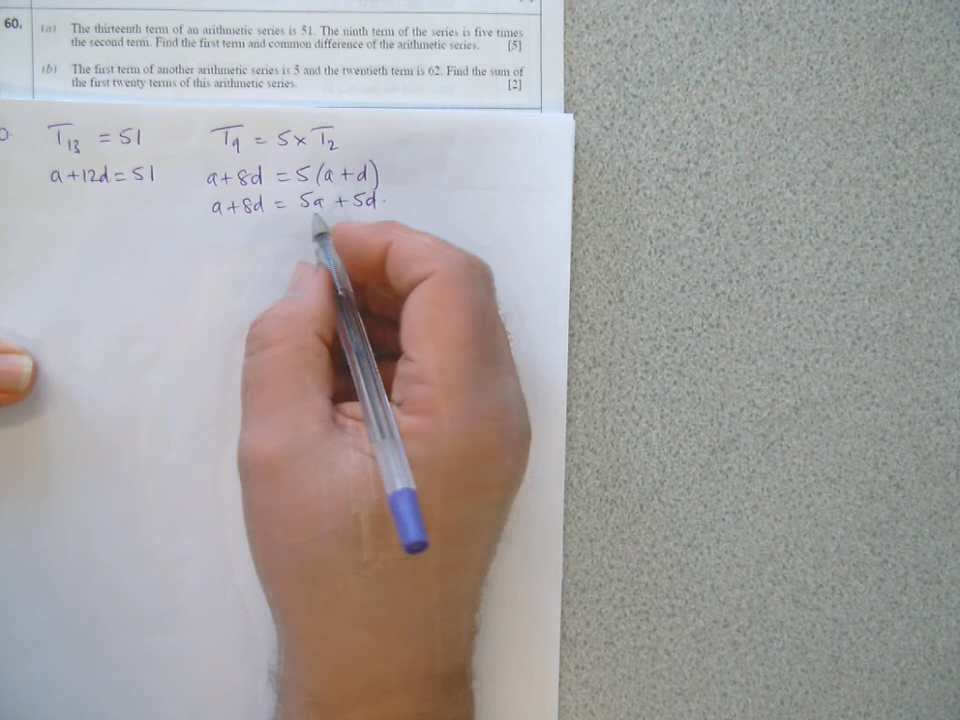 60.
(a) The thirteenth term of an arithmetic series is 51. The ninth term of the series is five times
the second term. Find the first term and common difference of the arithmetic series. [5]
(b) The first term of another arithmetic series is 5 and the twentieth term is 62. Find the sum of
the first twenty terms of this arithmetic series. [2]
T₁₃ = 51 T₉ = 5 × T₂
a+12d = 51 a+8d = 5(a+d)
a+8d = 5a + 5d.